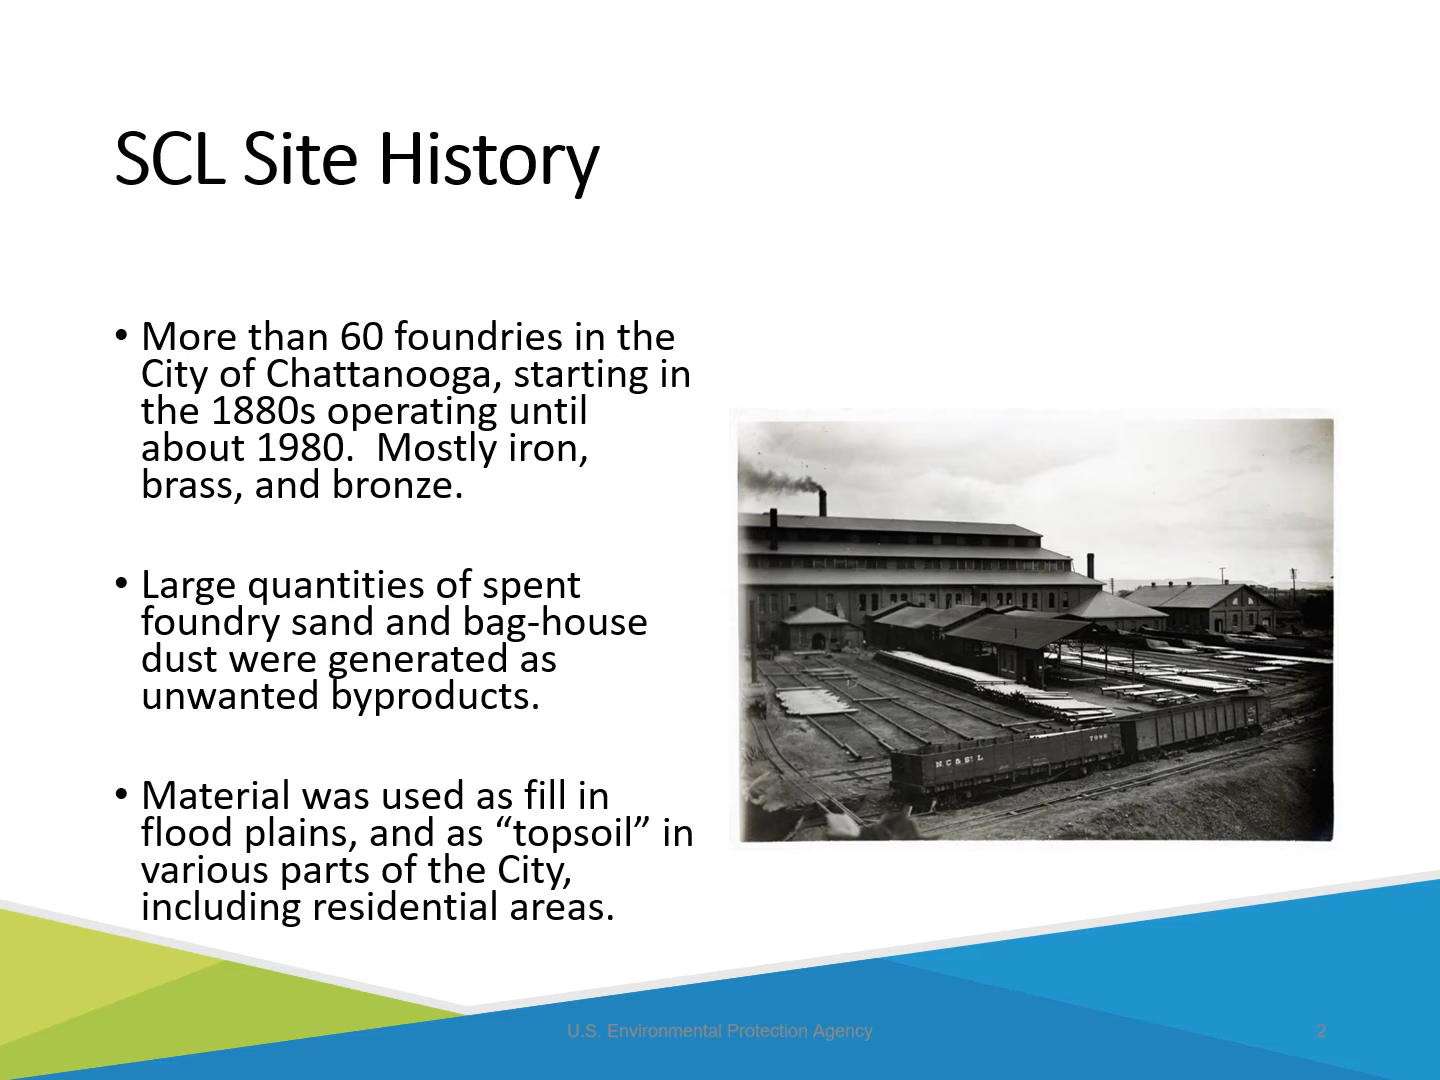 SCL Site History
• More than 60 foundries in the
City of Chattanooga, starting in
the 1880s operating until
about 1980.  Mostly iron,
brass, and bronze.
• Large quantities of spent
foundry sand and bag-house
dust were generated as
unwanted byproducts.
• Material was used as fill in
flood plains, and as “topsoil” in
various parts of the City,
including residential areas.
N.C & St L
U.S. Environmental Protection Agency
2